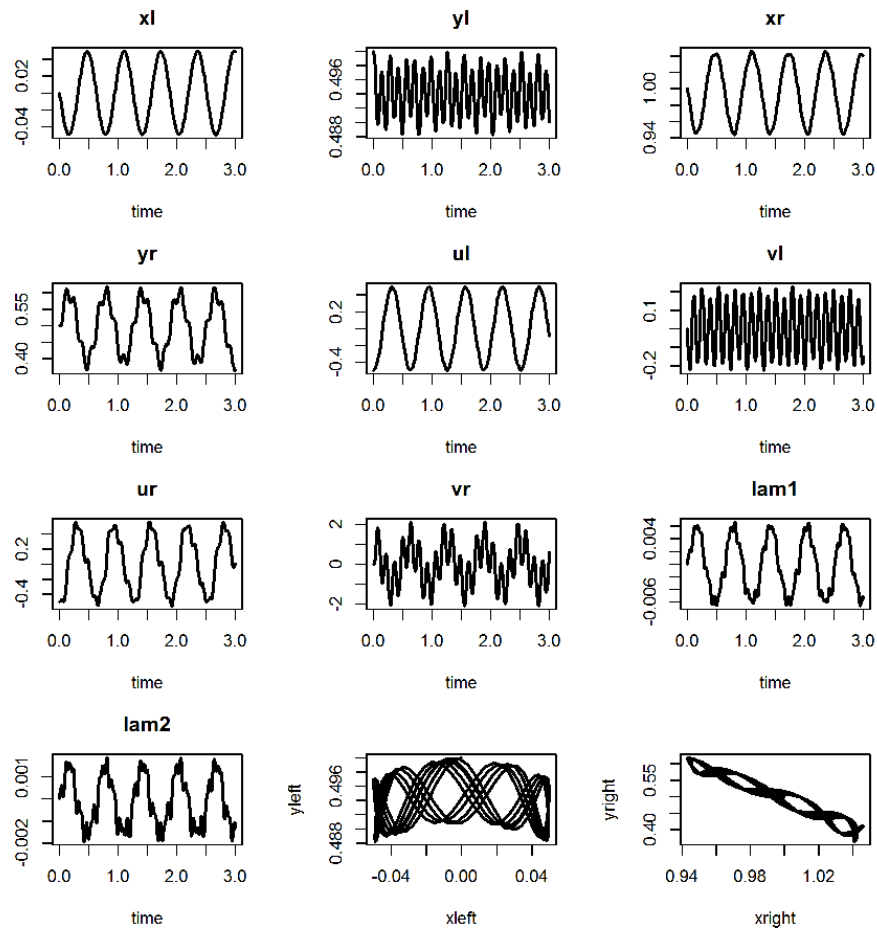 xl
0.02
-0.04
0.0 1.0 2.0 3.0
time
yl
0.496
0.488
0.0 1.0 2.0 3.0
time
xr
1.00
0.94
0.0 1.0 2.0 3.0
time
yr
0.55
0.40
0.0 1.0 2.0 3.0
time
ul
0.2
-0.4
0.0 1.0 2.0 3.0
time
vl
0.1
-0.2
0.0 1.0 2.0 3.0
time
ur
0.2
-0.4
0.0 1.0 2.0 3.0
time
vr
2
0
-2
0.0 1.0 2.0 3.0
time
lam1
0.004
-0.006
0.0 1.0 2.0 3.0
time
lam2
0.001
-0.002
0.0 1.0 2.0 3.0
time
yleft
0.496
0.488
-0.04 0.00 0.04
xleft
yright
0.55
0.40
0.94 0.98 1.02
xright